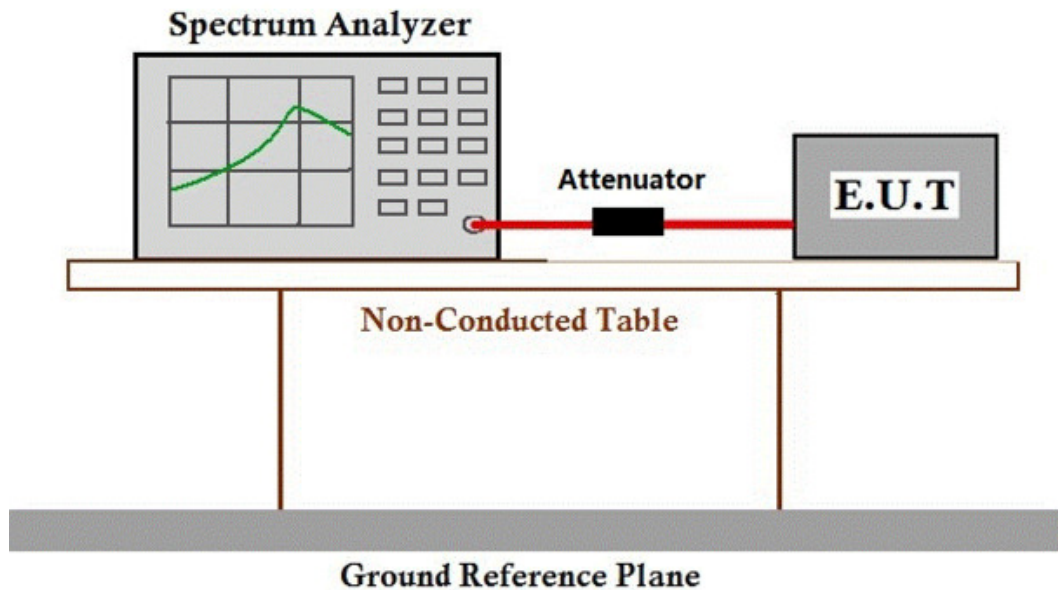 Spectrum Analyzer
Attenuator
E.U.T
Non-Conducted Table
Ground Reference Plane